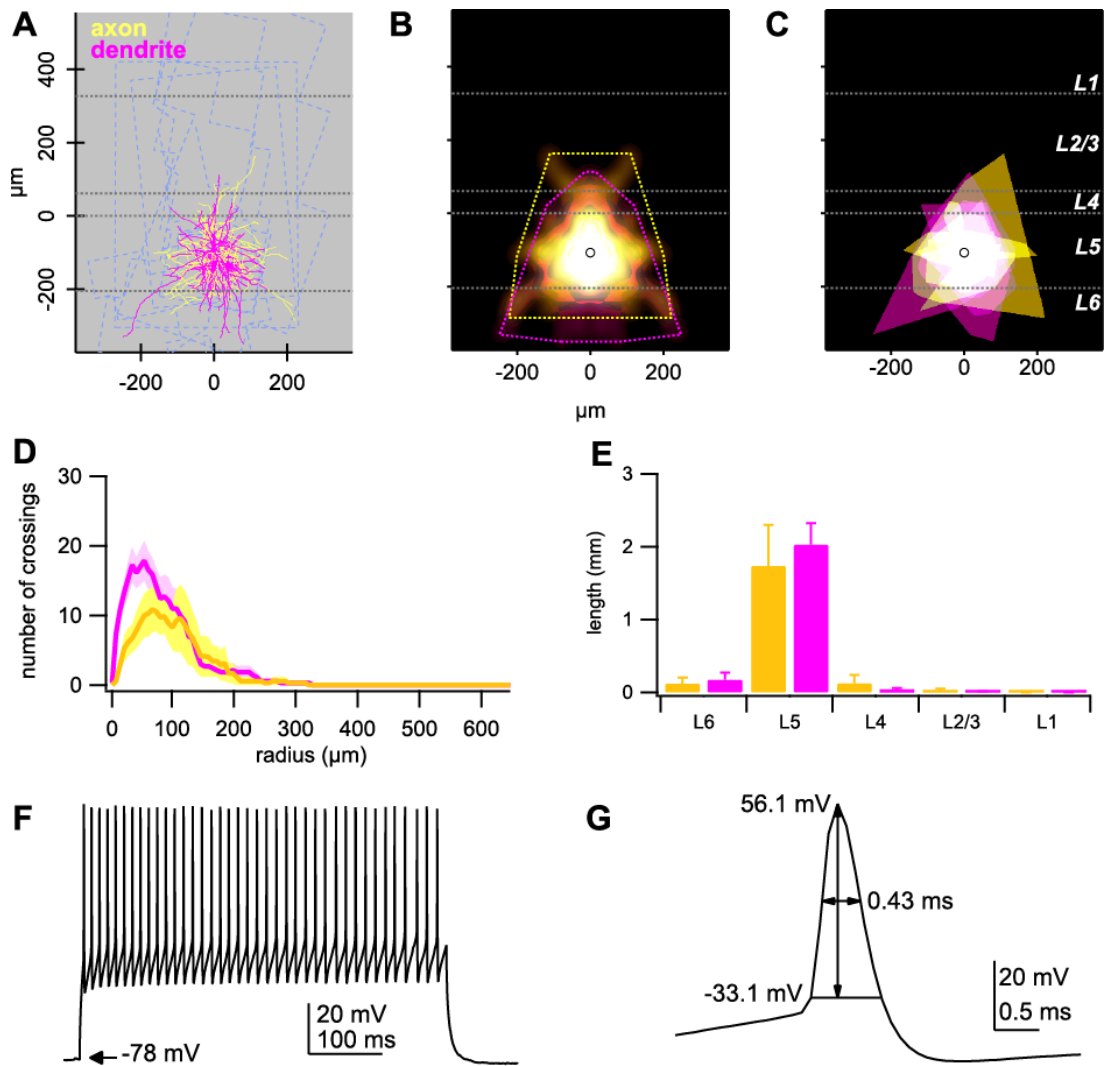 A
axon
dendrite
400
200
0
-200
µm
-200
0
200
B
-200
0
200
µm
C
L1
L2/3
L4
L5
L6
-200
0
200
D
30
20
10
0
number of crossings
0
100
200
300
400
500
600
radius (µm)
E
3
2
1
0
length (mm)
L6
L5
L4
L2/3
L1
F
20 mV
100 ms
-78 mV
G
56.1 mV
0.43 ms
-33.1 mV
20 mV
0.5 ms